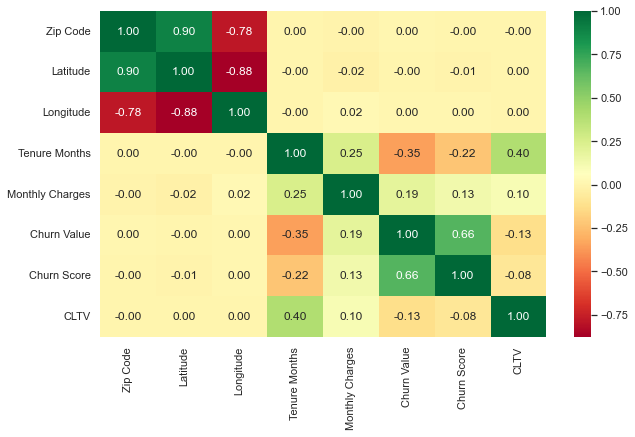 Zip Code 1.00 0.90 -0.78 0.00 -0.00 0.00 -0.00 -0.00
Latitude 0.90 1.00 -0.88 -0.00 -0.02 -0.00 -0.01 0.00
Longitude -0.78 -0.88 1.00 -0.00 0.02 0.00 0.00 0.00
Tenure Months 0.00 -0.00 -0.00 1.00 0.25 -0.35 -0.22 0.40
Monthly Charges -0.00 -0.02 0.02 0.25 1.00 0.19 0.13 0.10
Churn Value 0.00 -0.00 0.00 -0.35 0.19 1.00 0.66 -0.13
Churn Score -0.00 -0.01 0.00 -0.22 0.13 0.66 1.00 -0.08
CLTV -0.00 0.00 0.00 0.40 0.10 -0.13 -0.08 1.00
Zip Code
Latitude
Longitude
Tenure Months
Monthly Charges
Churn Value
Churn Score
CLTV
1.00
0.75
0.50
0.25
0.00
-0.25
-0.50
-0.75